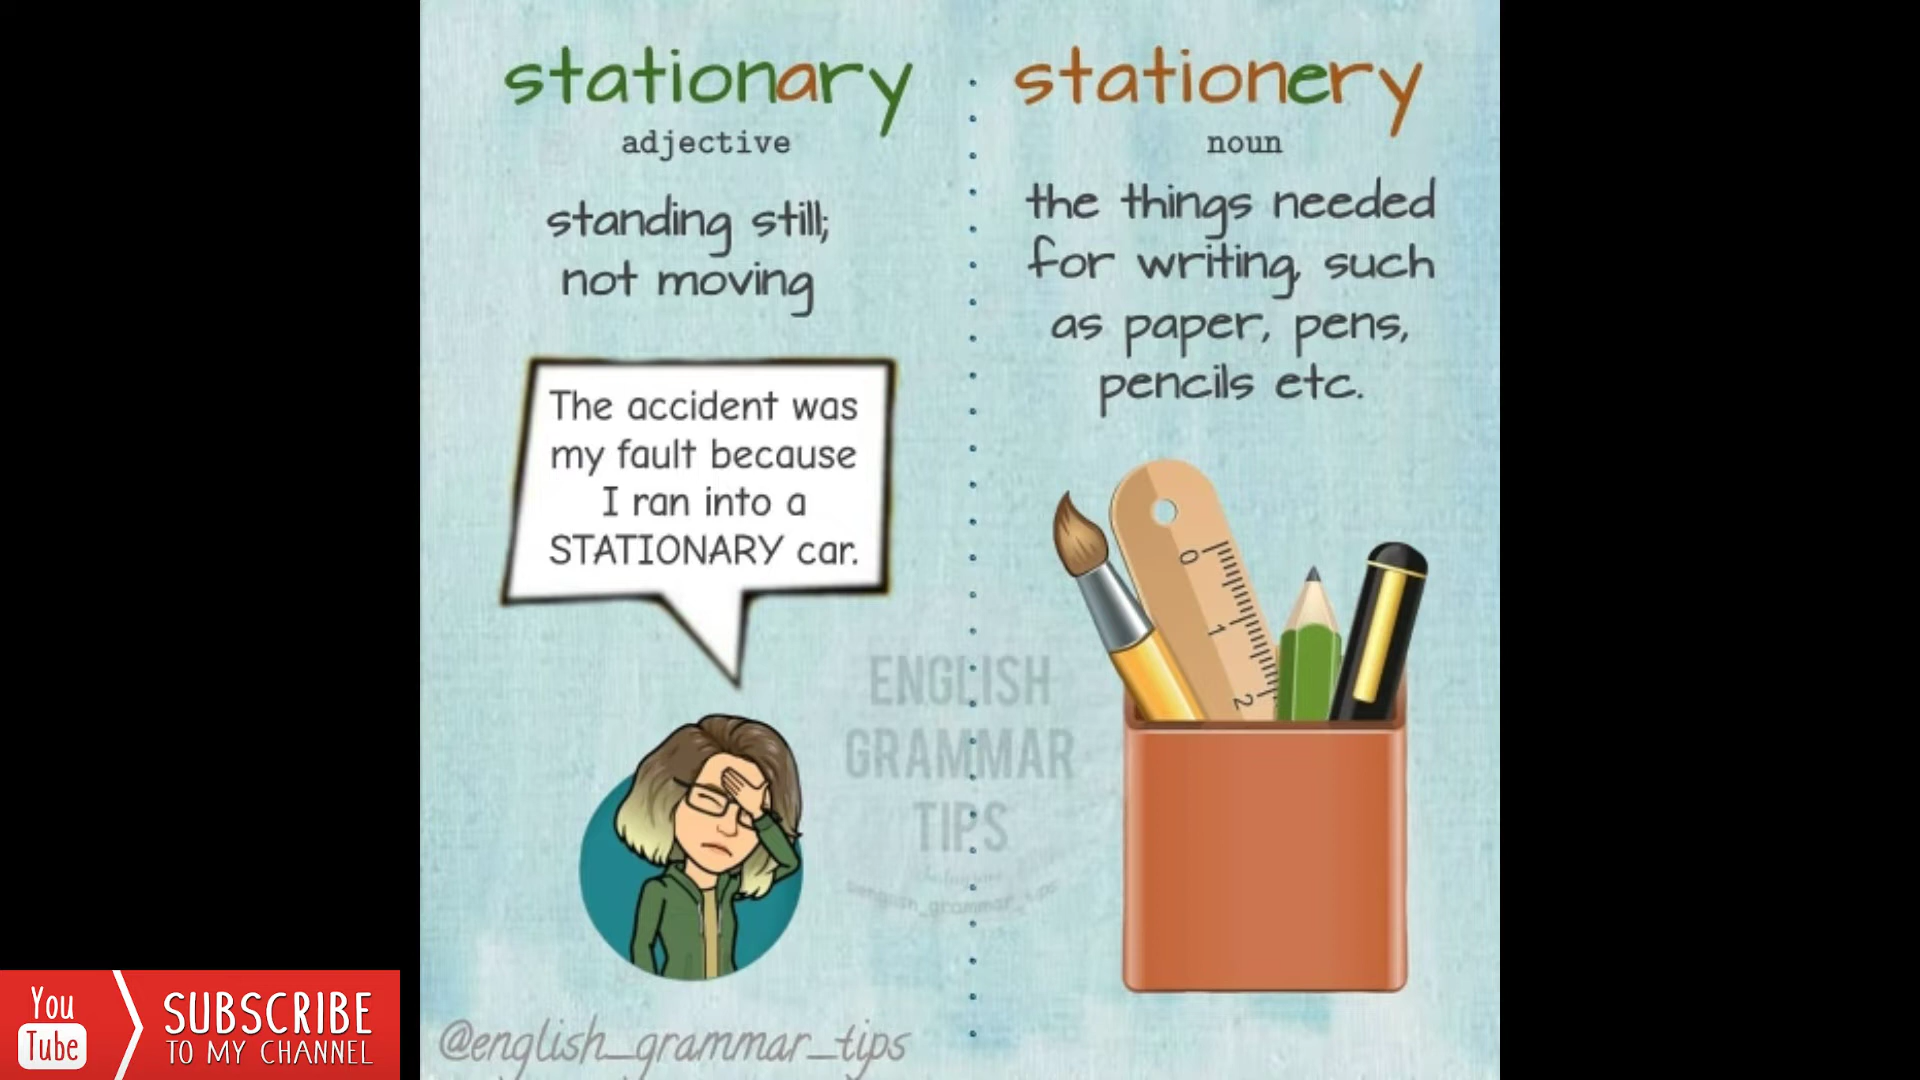 stationary
adjective
standing still;
not moving
The accident was
my fault because
I ran into a
STATIONARY car.
stationery
noun
the things needed
for writing, such
as paper, pens,
pencils etc.
0
1
2
ENGLISH
GRAMMAR
TIPS
@english_grammar_tips
You
Tube
SUBSCRIBE
TO MY CHANNEL